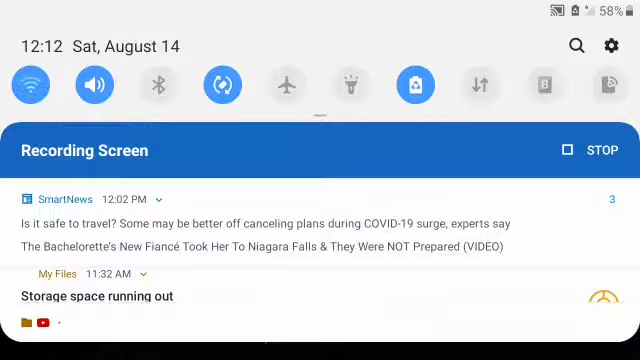 58%
12:12 Sat, August 14
B
Recording Screen
STOP
SmartNews 12:02 PM
3
Is it safe to travel? Some may be better off canceling plans during COVID-19 surge, experts say
The Bachelorette's New Fiancé Took Her To Niagara Falls & They Were NOT Prepared (VIDEO)
My Files 11:32 AM
Storage space running out